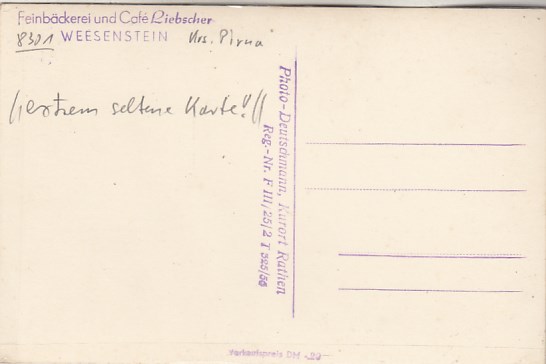 Feinbäckerei und Café Liebscher
8301 WEESENSTEIN Krs. Pirna
!! extrem seltene Karte!!
Photo-Deutschmann, Kurort Rathen
Reg.-Nr. F III/25/2 T 325/55
Verkaufspreis DM -.20